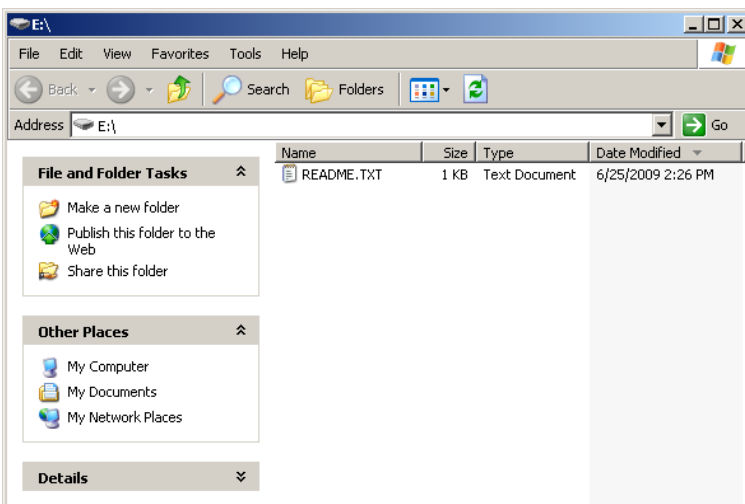 E:\
File Edit View Favorites Tools Help
Back Search Folders
Address E:\ Go
Name Size Type Date Modified
README.TXT 1 KB Text Document 6/25/2009 2:26 PM
File and Folder Tasks
Make a new folder
Publish this folder to the
Web
Share this folder
Other Places
My Computer
My Documents
My Network Places
Details